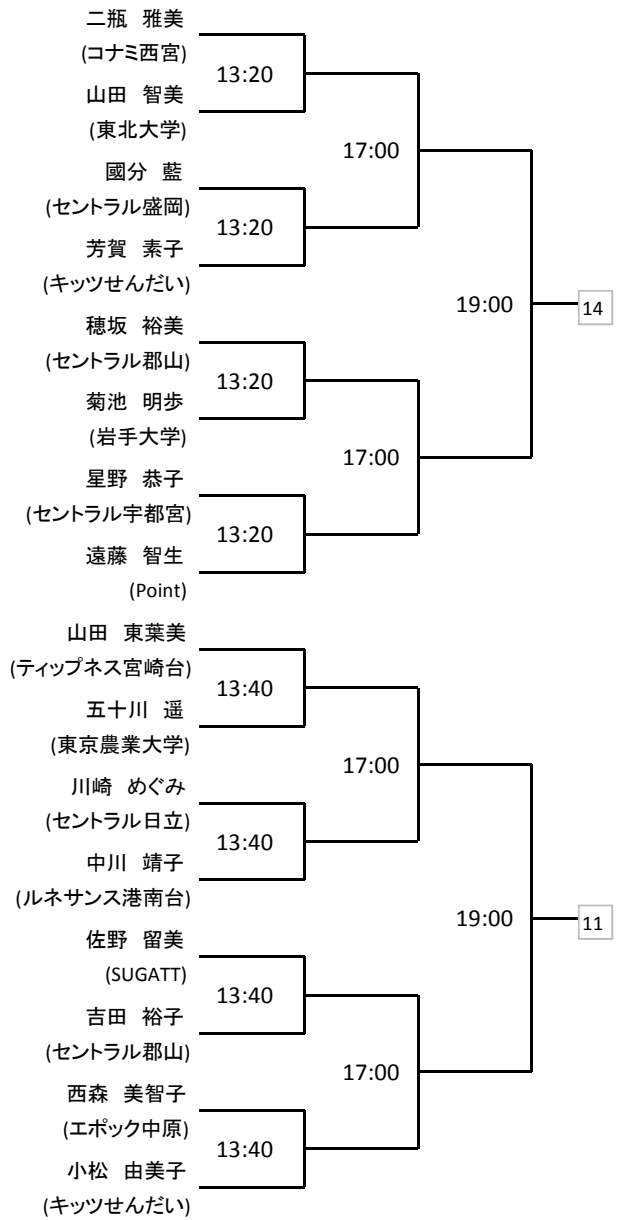 二瓶　雅美
(コナミ西宮)
13:20
山田　智美
(東北大学)
17:00
國分　藍
(セントラル盛岡)
13:20
芳賀　素子
(キッツせんだい)
19:00
14
穂坂　裕美
(セントラル郡山)
13:20
菊池　明歩
(岩手大学)
17:00
星野　恭子
(セントラル宇都宮)
13:20
遠藤　智生
(Point)
山田　東葉美
(ティップネス宮崎台)
13:40
五十川　遥
(東京農業大学)
17:00
川崎　めぐみ
(セントラル日立)
13:40
中川　靖子
(ルネサンス港南台)
19:00
11
佐野　留美
(SUGATT)
13:40
吉田　裕子
(セントラル郡山)
17:00
西森　美智子
(エポック中原)
13:40
小松　由美子
(キッツせんだい)